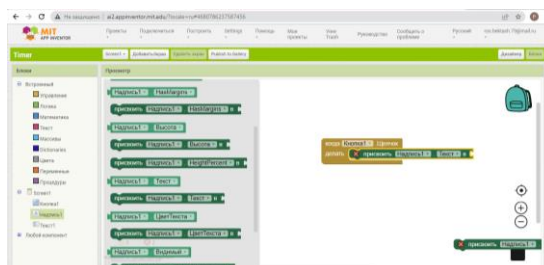 Не защищено | ai2.appinventor.mit.edu/?locale=ru#4690786157587456
MIT
APP INVENTOR
Проекты Подключиться Построить Settings Помощь Мои проекты View Trash Руководство Сообщить о проблеме Русский
Timer
Screen1 Добавить экран Удалить экран Publish to Gallery
Дизайнер Блоки
Блоки Просмотр
Встроенный
Управление
Логика
Математика
Текст
Массивы
Dictionaries
Цвета
Переменные
Процедуры
Screen1
Кнопка1
Надпись1
Любой компонент
Надпись1 . HasMargins
присвоить Надпись1 . HasMargins в
Надпись1 . Высота
присвоить Надпись1 . Высота в
присвоить Надпись1 . HeightPercent в
Надпись1 . Текст
присвоить Надпись1 . Текст в
Надпись1 . ЦветТекста
присвоить Надпись1 . ЦветТекста в
Надпись1 . Видимый
когда Кнопка1 . Щелчок
делать присвоить Надпись1 . Текст в
присвоить Надпись1